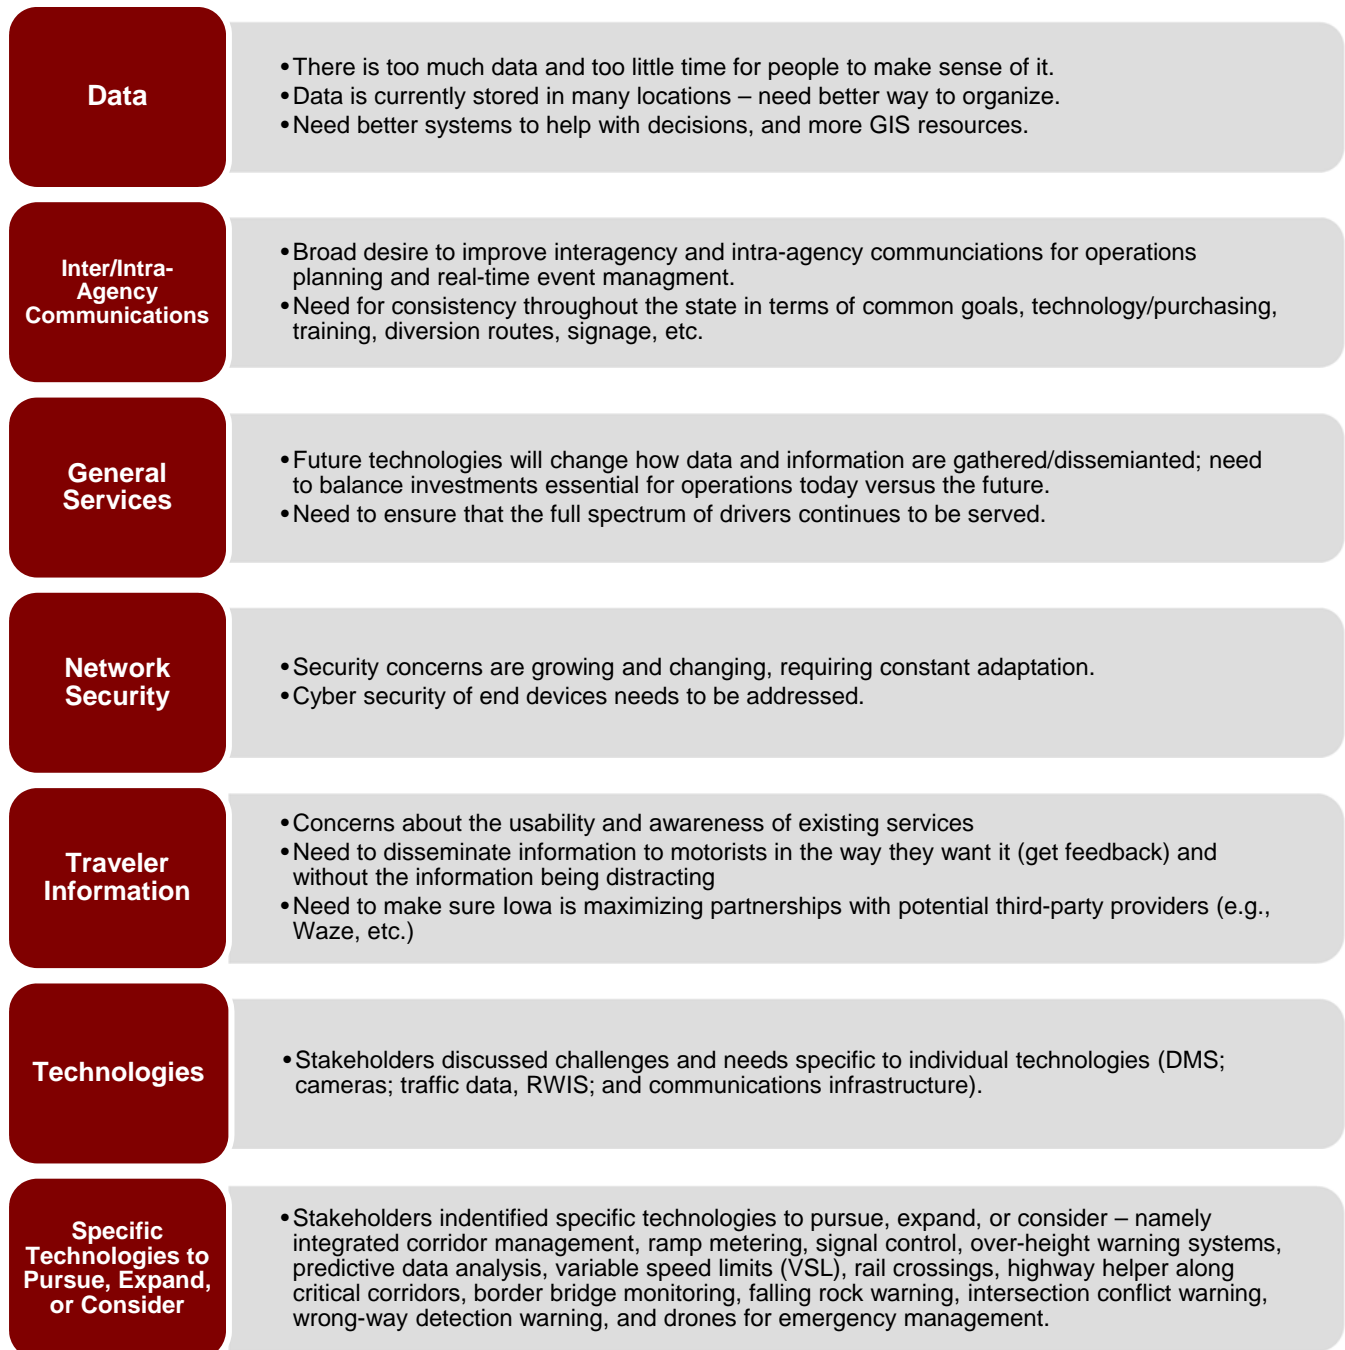 Data
•There is too much data and too little time for people to make sense of it.
•Data is currently stored in many locations – need better way to organize.
•Need better systems to help with decisions, and more GIS resources.
Inter/Intra-
Agency
Communications
•Broad desire to improve interagency and intra-agency communciations for operations
planning and real-time event managment.
•Need for consistency throughout the state in terms of common goals, technology/purchasing,
training, diversion routes, signage, etc.
General
Services
•Future technologies will change how data and information are gathered/dissemianted; need
to balance investments essential for operations today versus the future.
•Need to ensure that the full spectrum of drivers continues to be served.
Network
Security
•Security concerns are growing and changing, requiring constant adaptation.
•Cyber security of end devices needs to be addressed.
Traveler
Information
•Concerns about the usability and awareness of existing services
•Need to disseminate information to motorists in the way they want it (get feedback) and
without the information being distracting
•Need to make sure Iowa is maximizing partnerships with potential third-party providers (e.g.,
Waze, etc.)
Technologies
•Stakeholders discussed challenges and needs specific to individual technologies (DMS;
cameras; traffic data, RWIS; and communications infrastructure).
Specific
Technologies to
Pursue, Expand,
or Consider
•Stakeholders indentified specific technologies to pursue, expand, or consider – namely
integrated corridor management, ramp metering, signal control, over-height warning systems,
predictive data analysis, variable speed limits (VSL), rail crossings, highway helper along
critical corridors, border bridge monitoring, falling rock warning, intersection conflict warning,
wrong-way detection warning, and drones for emergency management.